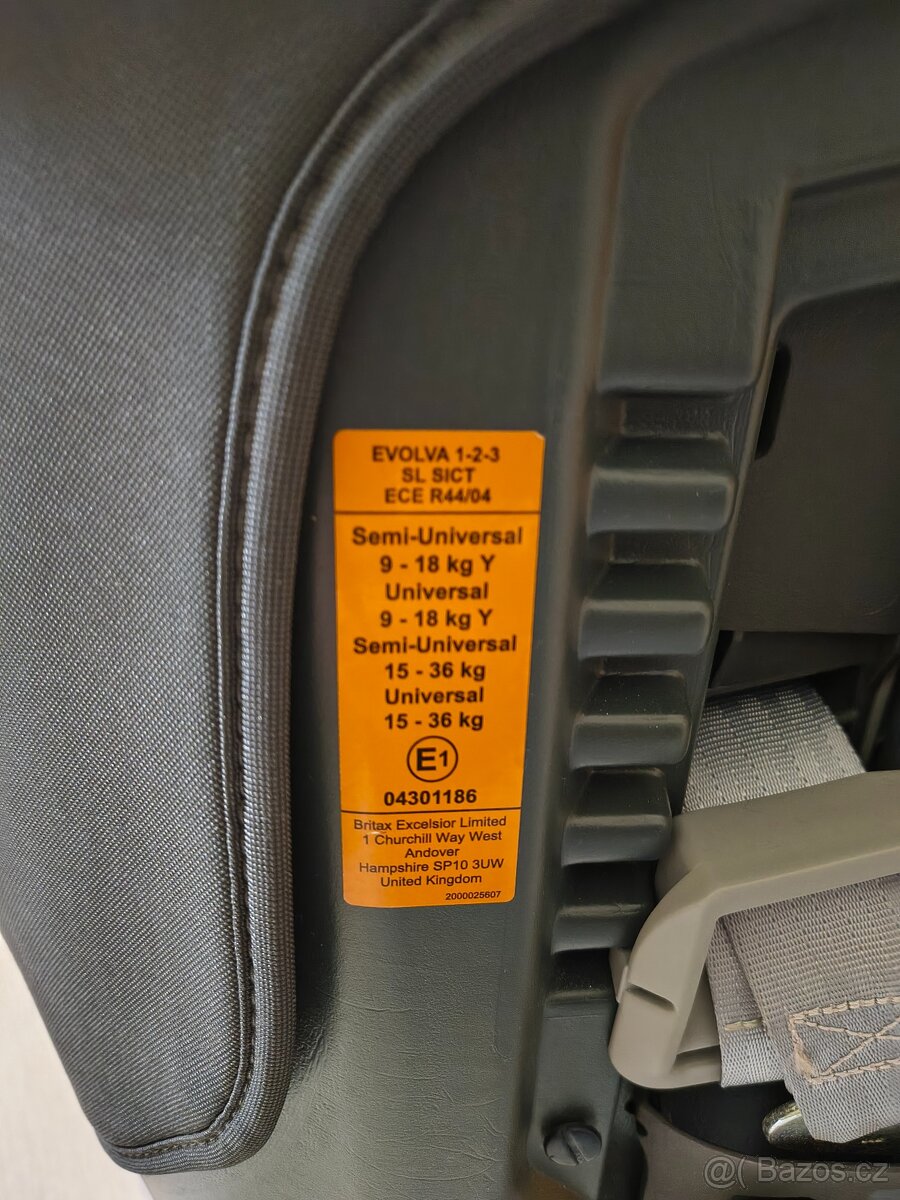 EVOLVA 1-2-3
SL SICT
ECE R44/04
Semi-Universal
9 - 18 kg Y
Universal
9 - 18 kg Y
Semi-Universal
15 - 36 kg
Universal
15 - 36 kg
E1
04301186
Britax Excelsior Limited
1 Churchill Way West
Andover
Hampshire SP10 3UW
United Kingdom
2000025607
@( Bazos.cz